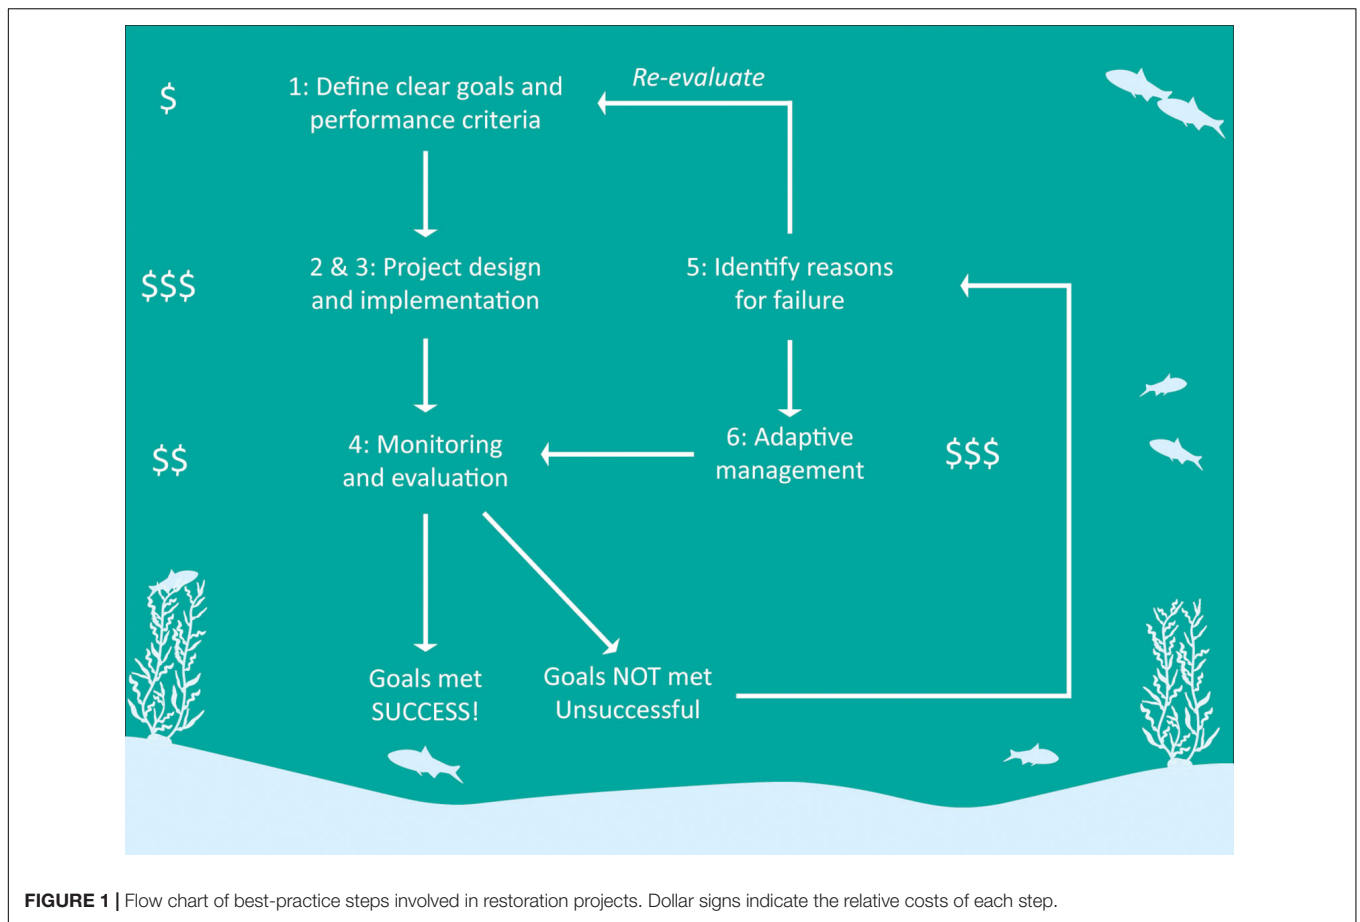 $
1: Define clear goals and
performance criteria
Re-evaluate
$$$
2 & 3: Project design
and implementation
5: Identify reasons
for failure
$$
4: Monitoring
and evaluation
6: Adaptive
management
$$$
Goals met
SUCCESS!
Goals NOT met
Unsuccessful
FIGURE 1 | Flow chart of best-practice steps involved in restoration projects. Dollar signs indicate the relative costs of each step.